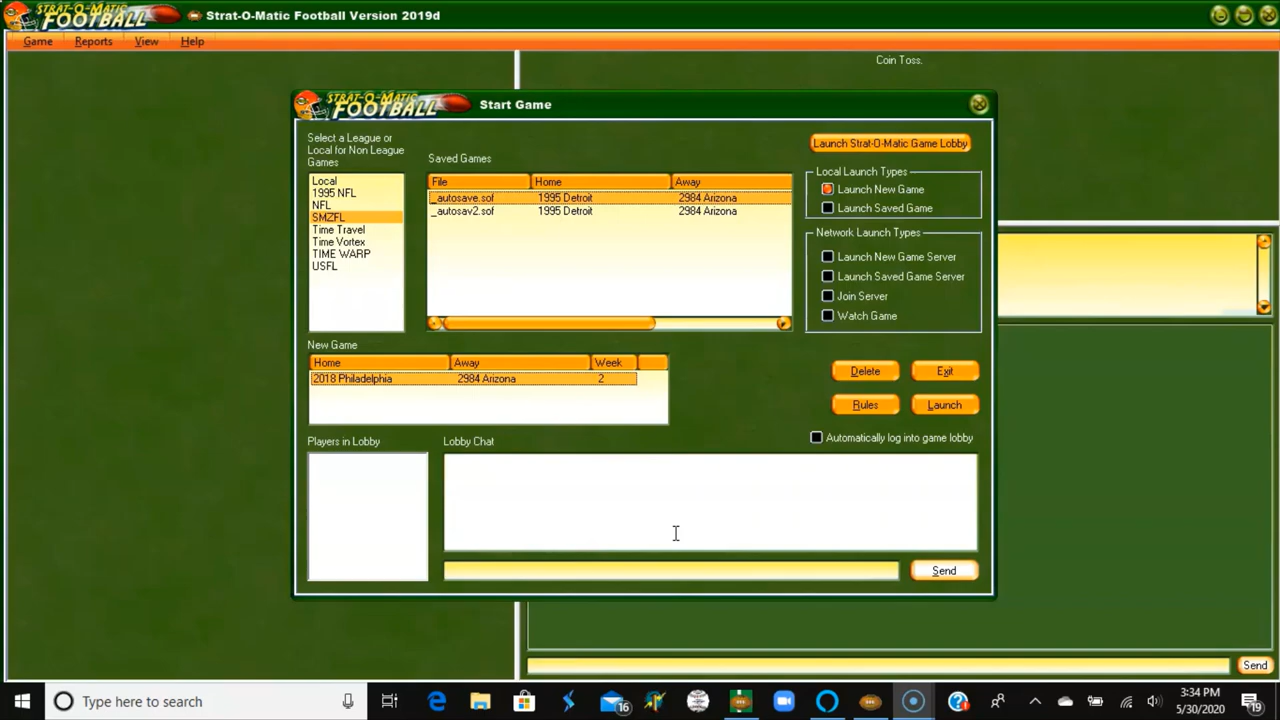 STRAT-O-MATIC
FOOTBALL
Strat-O-Matic Football Version 2019d
Game Reports View Help
Coin Toss.
STRAT-O-MATIC
FOOTBALL
Start Game
Select a League or
Local for Non League
Games
Local
1995 NFL
NFL
SMZFL
Time Travel
Time Vortex
TIME WARP
USFL
Saved Games
File Home Away
_autosave.sof 1995 Detroit 2984 Arizona
_autosav2.sof 1995 Detroit 2984 Arizona
Launch Strat-O-Matic Game Lobby
Local Launch Types
Launch New Game
Launch Saved Game
Network Launch Types
Launch New Game Server
Launch Saved Game Server
Join Server
Watch Game
New Game
Home Away Week
2018 Philadelphia 2984 Arizona 2
Delete Exit
Rules Launch
Automatically log into game lobby
Players in Lobby
Lobby Chat
Send
Send
Type here to search
16
3:34 PM
5/30/2020
19